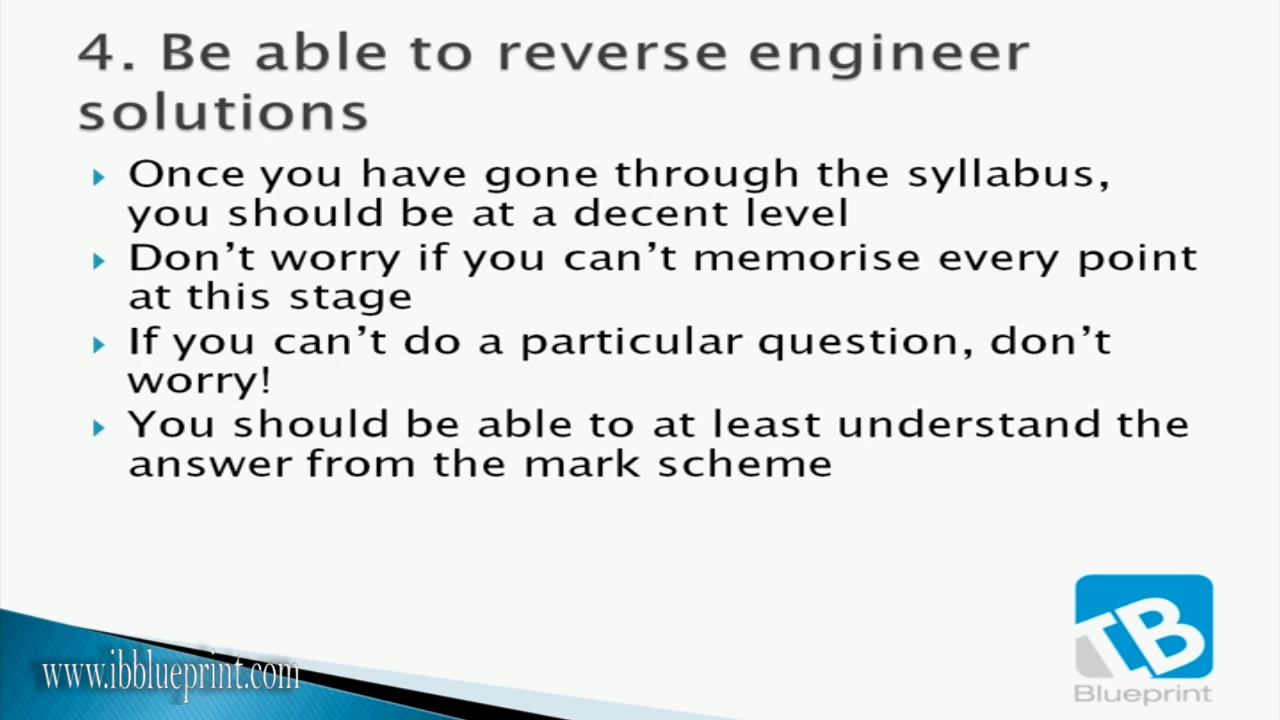 4. Be able to reverse engineer
solutions
Once you have gone through the syllabus,
you should be at a decent level
Don't worry if you can't memorise every point
at this stage
If you can't do a particular question, don't
worry!
You should be able to at least understand the
answer from the mark scheme
www.ibblueprint.com
IB
Blueprint